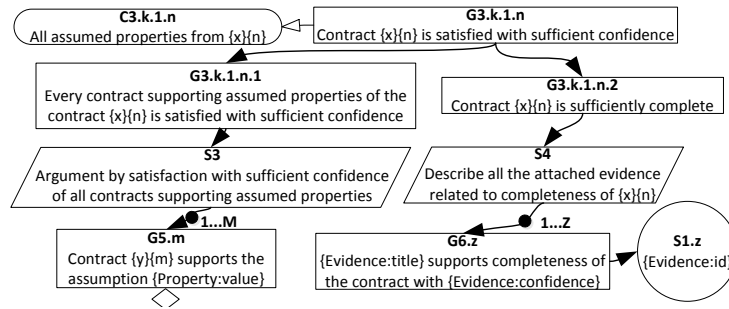 C3.k.1.n
All assumed properties from {x}{n}
G3.k.1.n
Contract {x}{n} is satisfied with sufficient confidence
G3.k.1.n.1
Every contract supporting assumed properties of the
contract {x}{n} is satisfied with sufficient confidence
G3.k.1.n.2
Contract {x}{n} is sufficiently complete
S3
Argument by satisfaction with sufficient confidence
of all contracts supporting assumed properties
S4
Describe all the attached evidence
related to completeness of {x}{n}
1...M
1...Z
G5.m
Contract {y}{m} supports the
assumption {Property:value}
G6.z
{Evidence:title} supports completeness of
the contract with {Evidence:confidence}
S1.z
{Evidence:id}